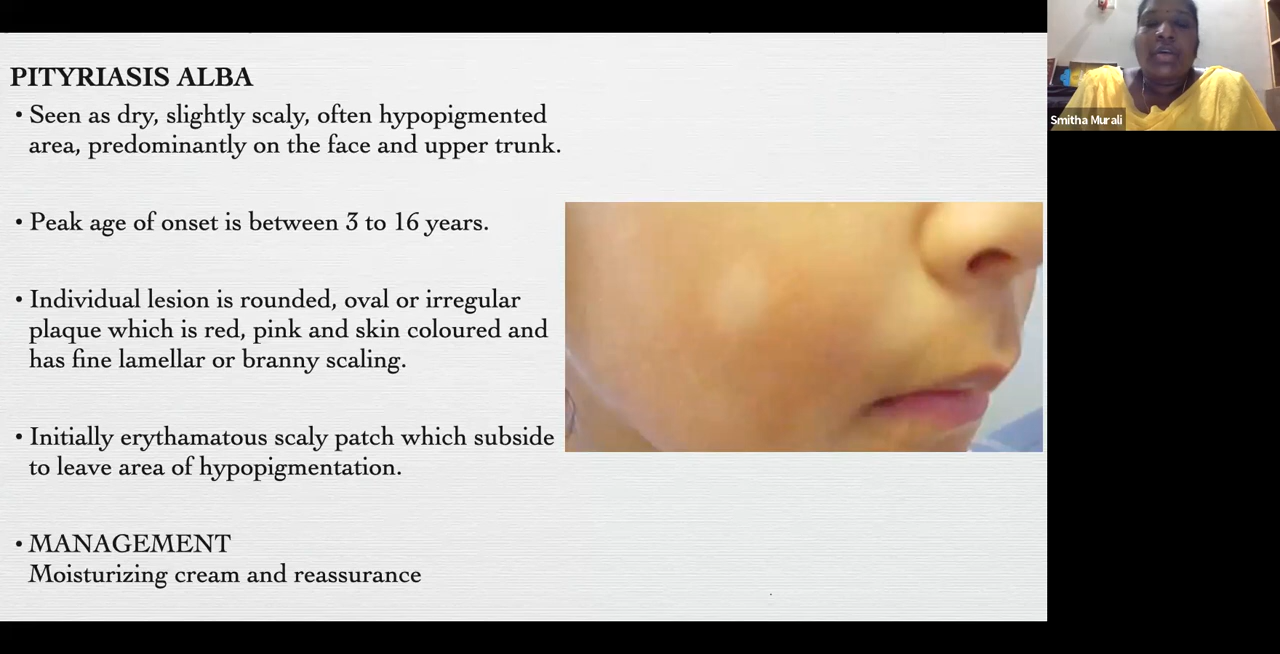 PITYRIASIS ALBA
• Seen as dry, slightly scaly, often hypopigmented
area, predominantly on the face and upper trunk.
• Peak age of onset is between 3 to 16 years.
• Individual lesion is rounded, oval or irregular
plaque which is red, pink and skin coloured and
has fine lamellar or branny scaling.
• Initially erythamatous scaly patch which subside
to leave area of hypopigmentation.
• MANAGEMENT
Moisturizing cream and reassurance
Smitha Murali